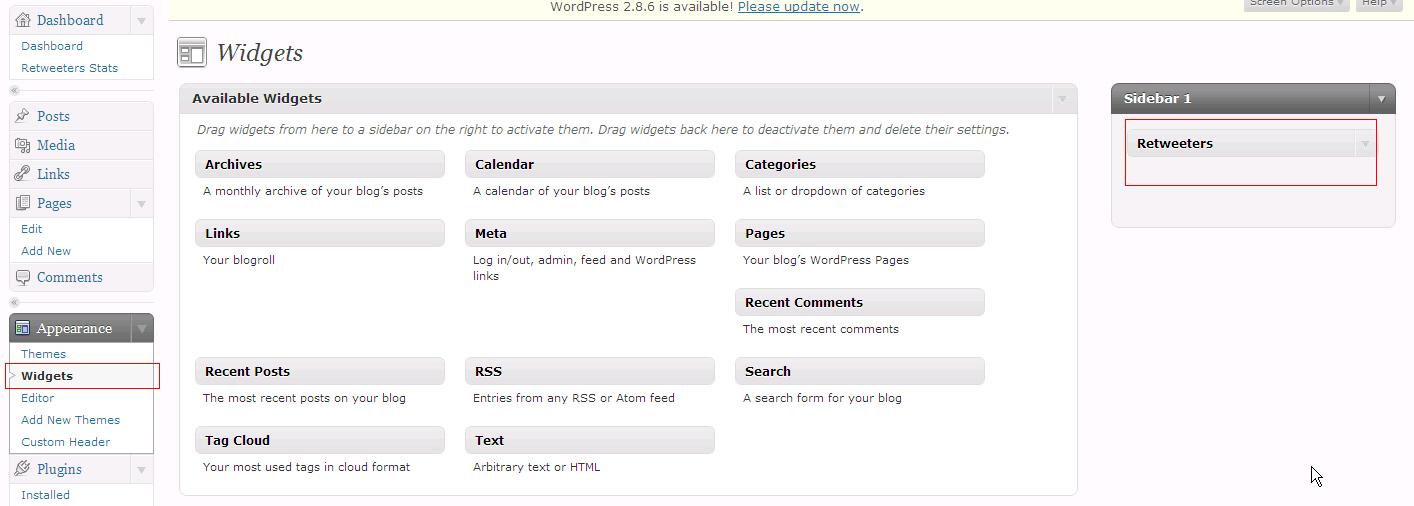 WordPress 2.8.6 is available! Please update now.
Screen Options
Help
Dashboard
Dashboard
Retweeters Stats
Posts
Media
Links
Pages
Edit
Add New
Comments
Appearance
Themes
Widgets
Editor
Add New Themes
Custom Header
Plugins
Installed
Widgets
Available Widgets
Drag widgets from here to a sidebar on the right to activate them. Drag widgets back here to deactivate them and delete their settings.
Archives
A monthly archive of your blog’s posts
Calendar
A calendar of your blog’s posts
Categories
A list or dropdown of categories
Links
Your blogroll
Meta
Log in/out, admin, feed and WordPress
links
Pages
Your blog’s WordPress Pages
Recent Comments
The most recent comments
Recent Posts
The most recent posts on your blog
RSS
Entries from any RSS or Atom feed
Search
A search form for your blog
Tag Cloud
Your most used tags in cloud format
Text
Arbitrary text or HTML
Sidebar 1
Retweeters